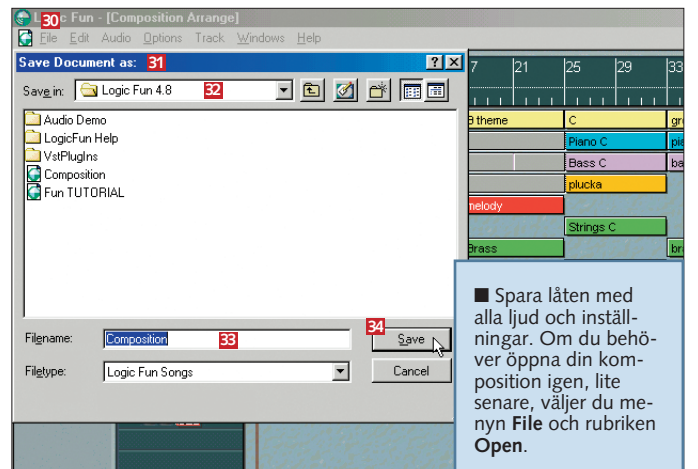 30 Logic Fun - [Composition Arrange]
File Edit Audio Options Track Windows Help
Save Document as: 31
Save in: Logic Fun 4.8 32
Audio Demo
LogicFun Help
VstPlugIns
Composition
Fun TUTORIAL
Filename: Composition 33
34 Save
Filetype: Logic Fun Songs
Cancel
21 25 29 33
theme C
Piano C
Bass C
plucka
melody
Strings C
Brass
■ Spara låten med
alla ljud och inställ-
ningar. Om du behö-
ver öppna din kom-
position igen, lite
senare, väljer du me-
nyn File och rubriken
Open.